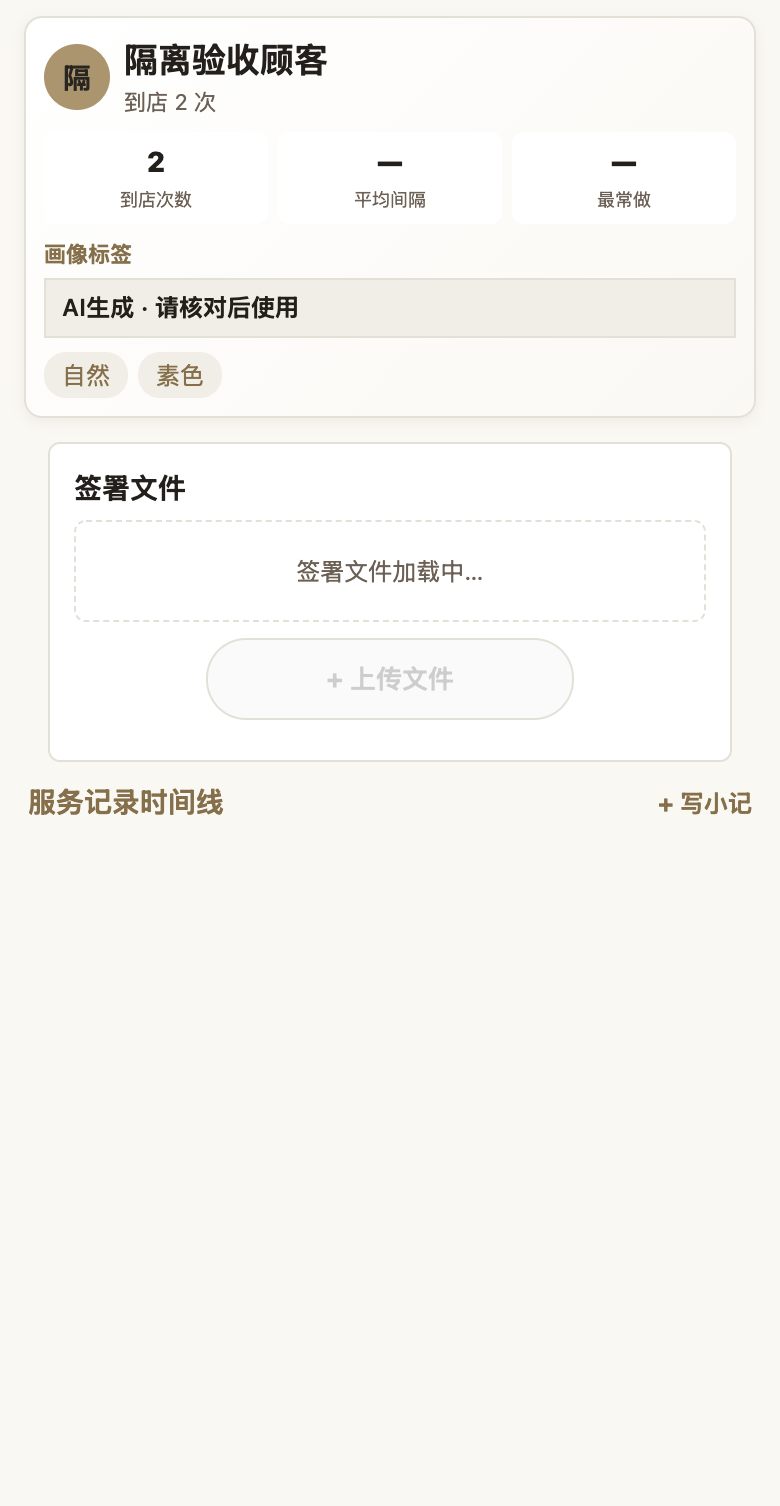 隔
隔离验收顾客
到店 2 次
2
到店次数
—
平均间隔
—
最常做
画像标签
AI生成 · 请核对后使用
自然
素色
签署文件
签署文件加载中...
+ 上传文件
服务记录时间线
+ 写小记